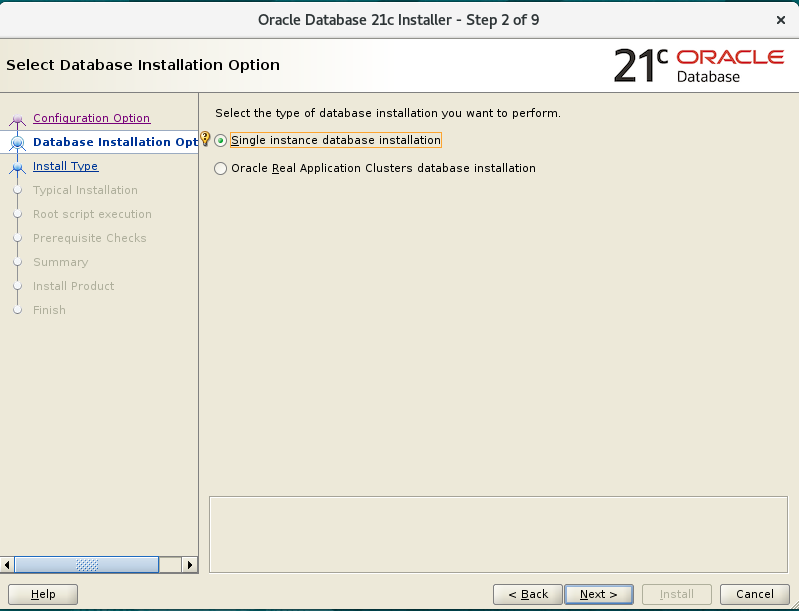 Oracle Database 21c Installer - Step 2 of 9
Select Database Installation Option
21c ORACLE
Database
Configuration Option
Database Installation Opt
Install Type
Typical Installation
Root script execution
Prerequisite Checks
Summary
Install Product
Finish
Select the type of database installation you want to perform.
Single instance database installation
Oracle Real Application Clusters database installation
Help
< Back
Next >
Install
Cancel